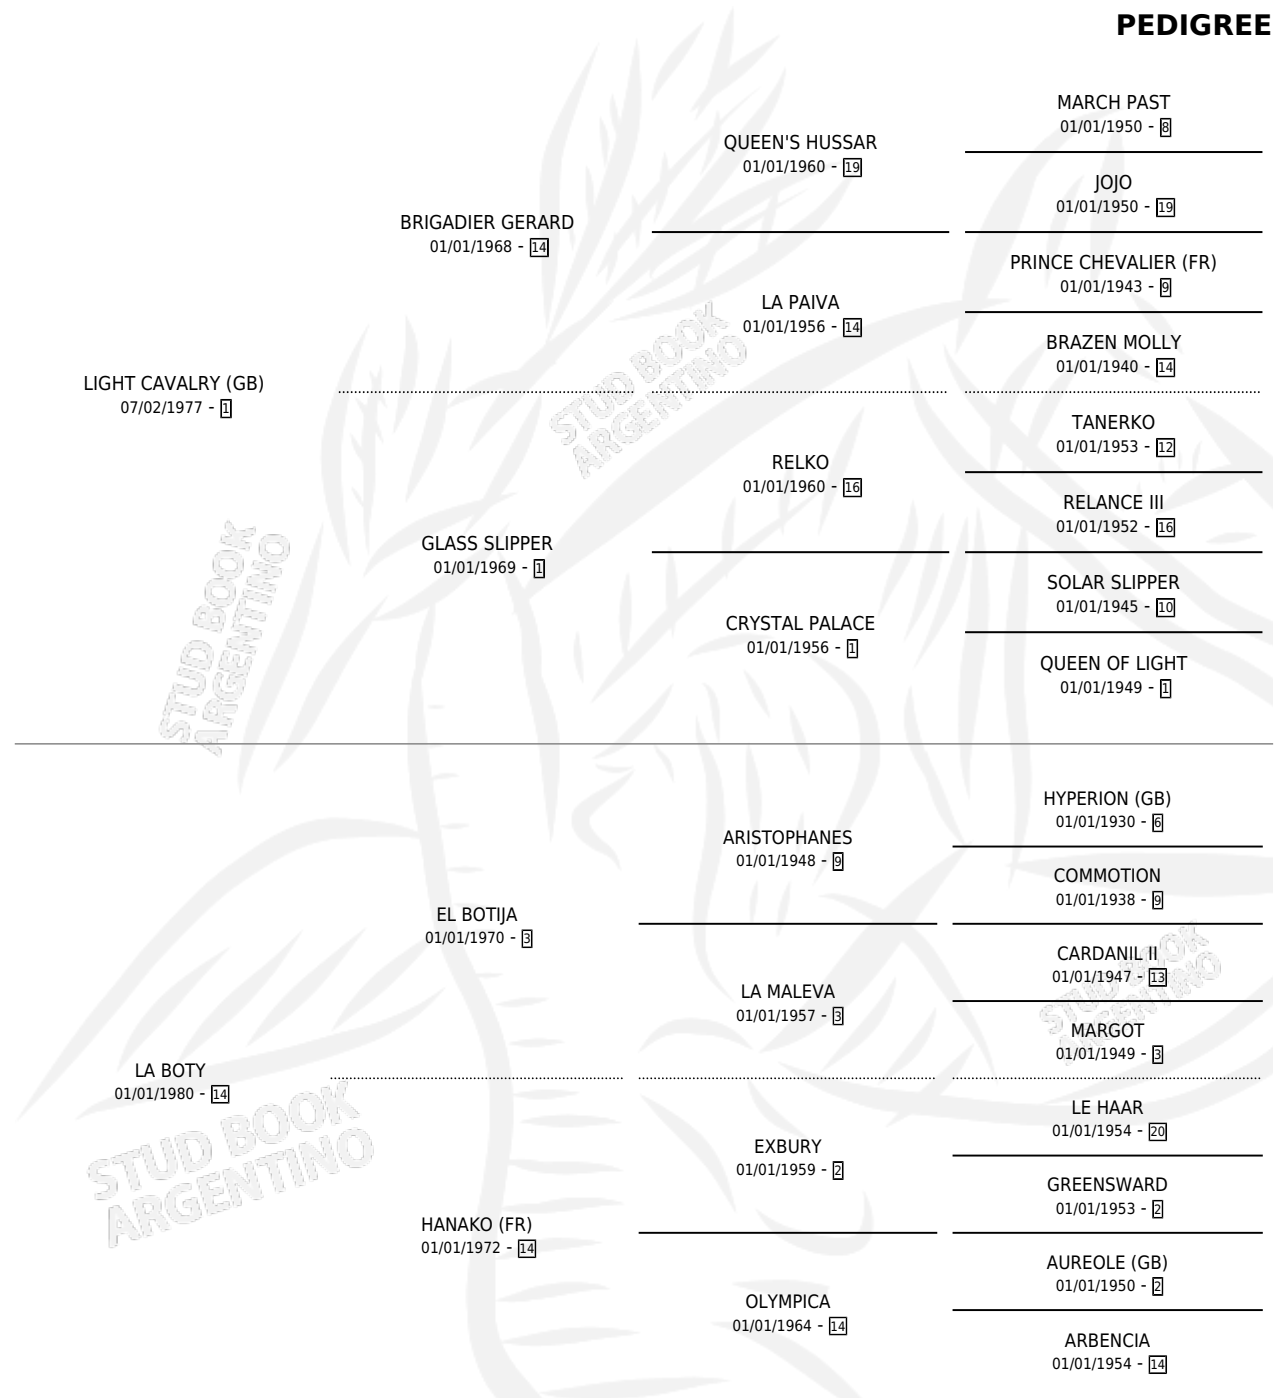 PEDIGREE
MARCH PAST
01/01/1950 - 8
QUEEN'S HUSSAR
01/01/1960 - 19
JOJO
01/01/1950 - 19
BRIGADIER GERARD
01/01/1968 - 14
PRINCE CHEVALIER (FR)
01/01/1943 - 9
LA PAIVA
01/01/1956 - 14
BRAZEN MOLLY
01/01/1940 - 14
LIGHT CAVALRY (GB)
07/02/1977 - 1
TANERKO
01/01/1953 - 12
RELKO
01/01/1960 - 16
RELANCE III
01/01/1952 - 16
GLASS SLIPPER
01/01/1969 - 1
SOLAR SLIPPER
01/01/1945 - 10
CRYSTAL PALACE
01/01/1956 - 1
QUEEN OF LIGHT
01/01/1949 - 1
HYPERION (GB)
01/01/1930 - 6
ARISTOPHANES
01/01/1948 - 9
COMMOTION
01/01/1938 - 9
EL BOTIJA
01/01/1970 - 3
CARDANIL II
01/01/1947 - 13
LA MALEVA
01/01/1957 - 3
MARGOT
01/01/1949 - 3
LA BOTY
01/01/1980 - 14
LE HAAR
01/01/1954 - 20
EXBURY
01/01/1959 - 2
GREENSWARD
01/01/1953 - 2
HANAKO (FR)
01/01/1972 - 14
AUREOLE (GB)
01/01/1950 - 2
OLYMPICA
01/01/1964 - 14
ARBENCIA
01/01/1954 - 14
STUD BOOK
ARGENTINO
STUD BOOK
ARGENTINO
STUD BOOK
ARGENTINO
STUD BOOK
ARGENTINO